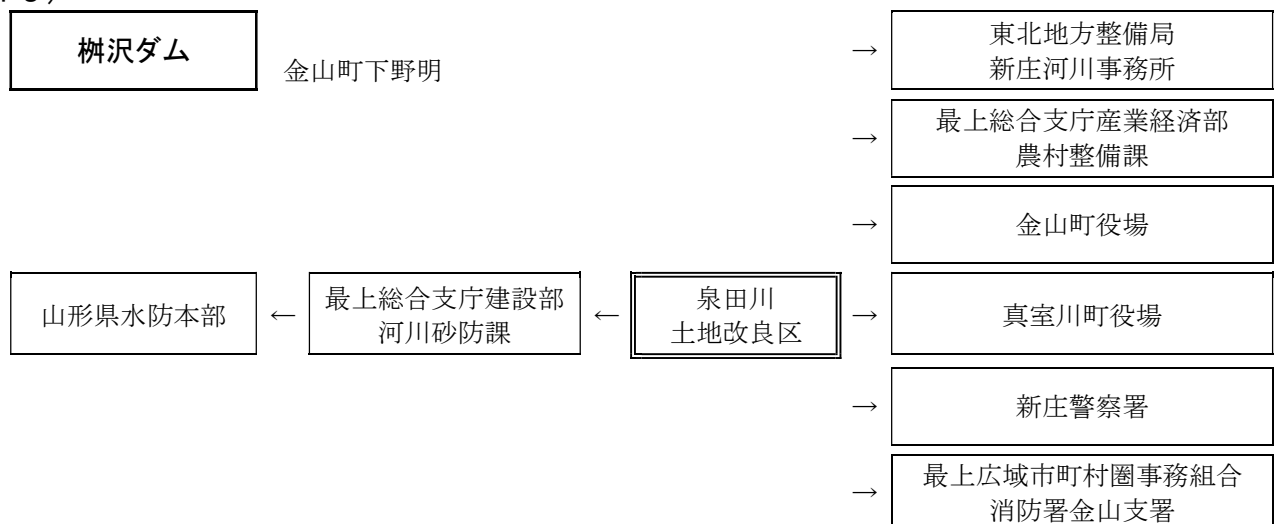 桝沢ダム
金山町下野明
→
東北地方整備局
新庄河川事務所
→
最上総合支庁産業経済部
農村整備課
→
金山町役場
山形県水防本部
←
最上総合支庁建設部
河川砂防課
←
泉田川
土地改良区
→
真室川町役場
→
新庄警察署
→
最上広域市町村圏事務組合
消防署金山支署